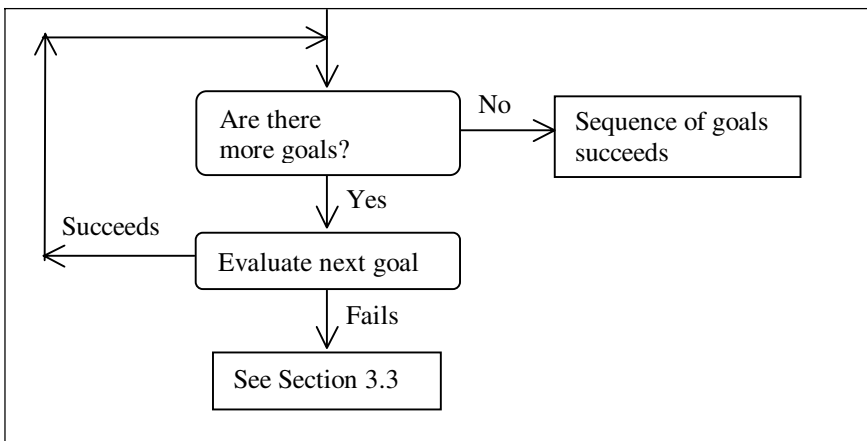 Are there
more goals?
No
Sequence of goals
succeeds
Yes
Succeeds
Evaluate next goal
Fails
See Section 3.3